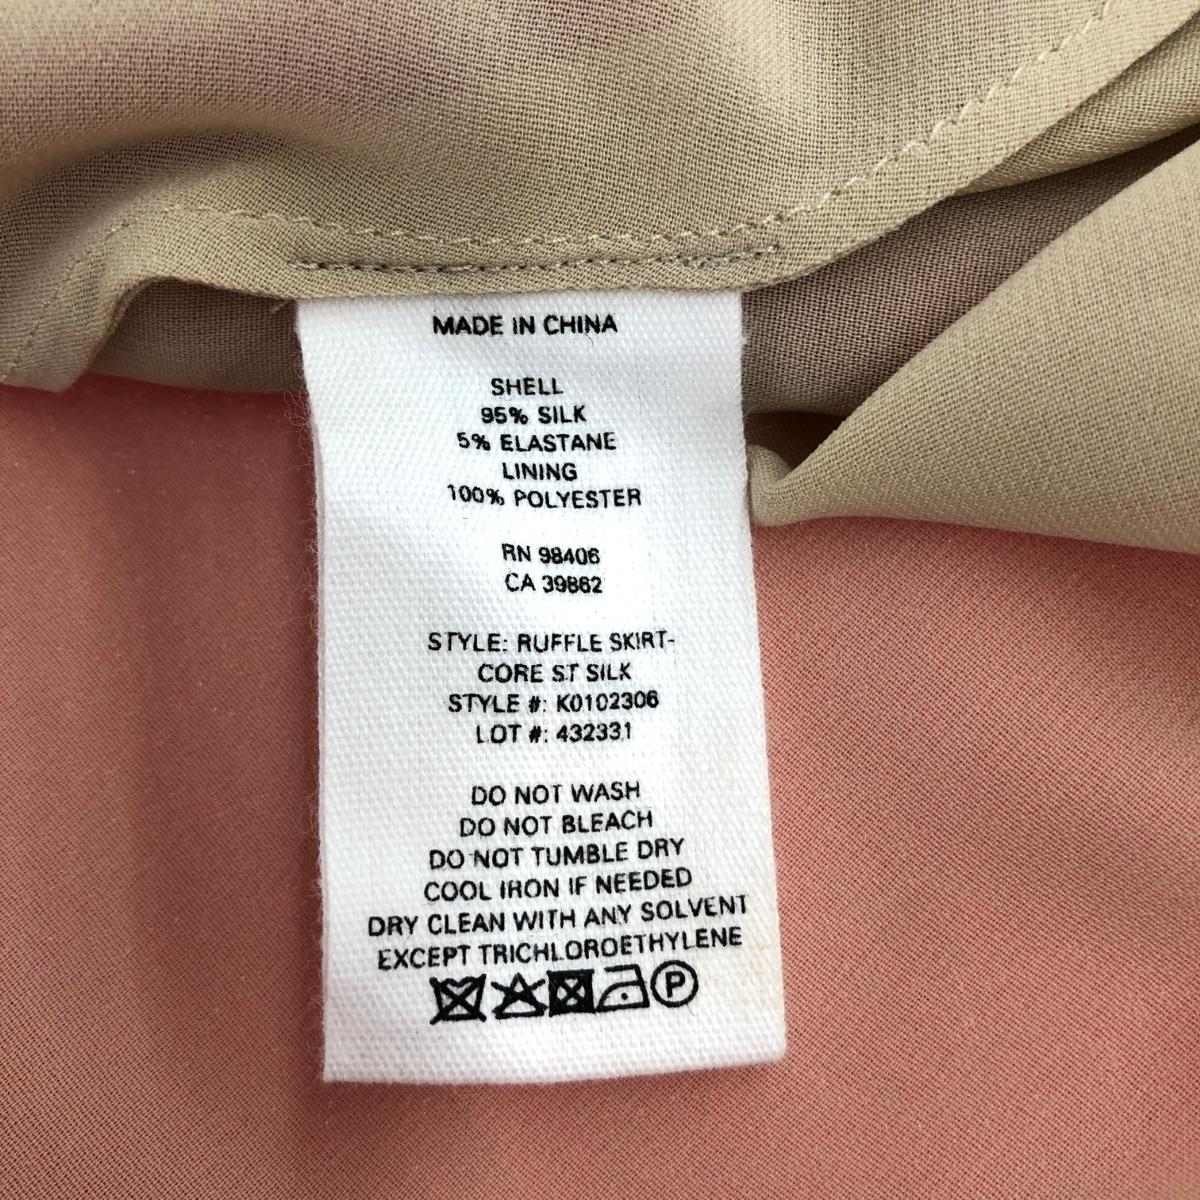 MADE IN CHINA
SHELL
95% SILK
5% ELASTANE
LINING
100% POLYESTER
RN 98406
CA 39862
STYLE: RUFFLE SKIRT-
CORE ST SILK
STYLE #: K0102306
LOT #: 432331
DO NOT WASH
DO NOT BLEACH
DO NOT TUMBLE DRY
COOL IRON IF NEEDED
DRY CLEAN WITH ANY SOLVENT
EXCEPT TRICHLOROETHYLENE
P